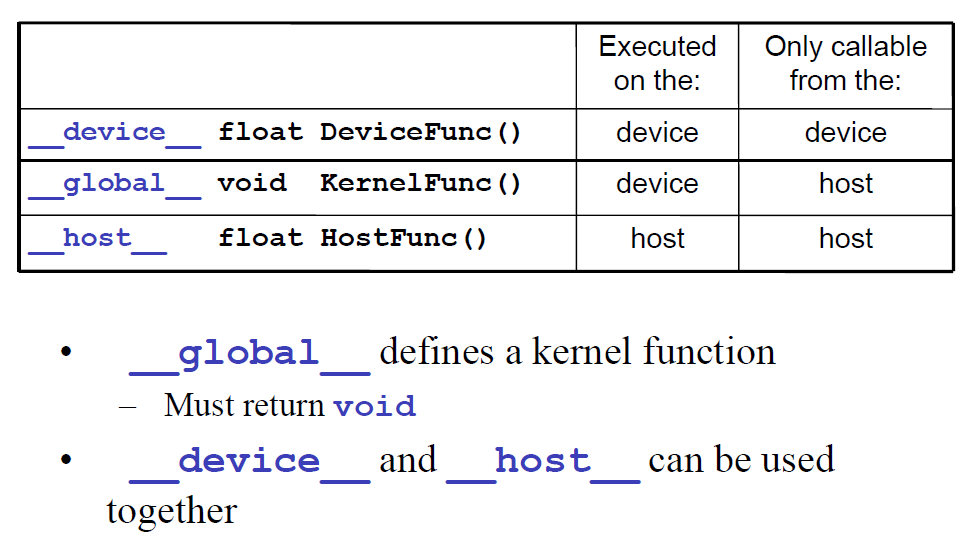 Executed on the: Only callable from the:
__device__ float DeviceFunc() device device
__global__ void KernelFunc() device host
__host__ float HostFunc() host host
• __global__ defines a kernel function
– Must return void
• __device__ and __host__ can be used
together